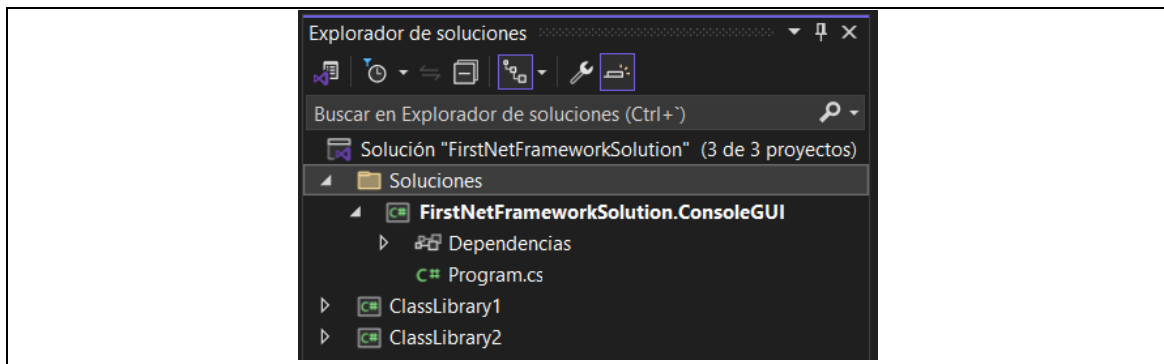 Explorador de soluciones
Buscar en Explorador de soluciones (Ctrl+`)
Solución "FirstNetFrameworkSolution" (3 de 3 proyectos)
Soluciones
C# FirstNetFrameworkSolution.ConsoleGUI
Dependencias
C# Program.cs
C# ClassLibrary1
C# ClassLibrary2